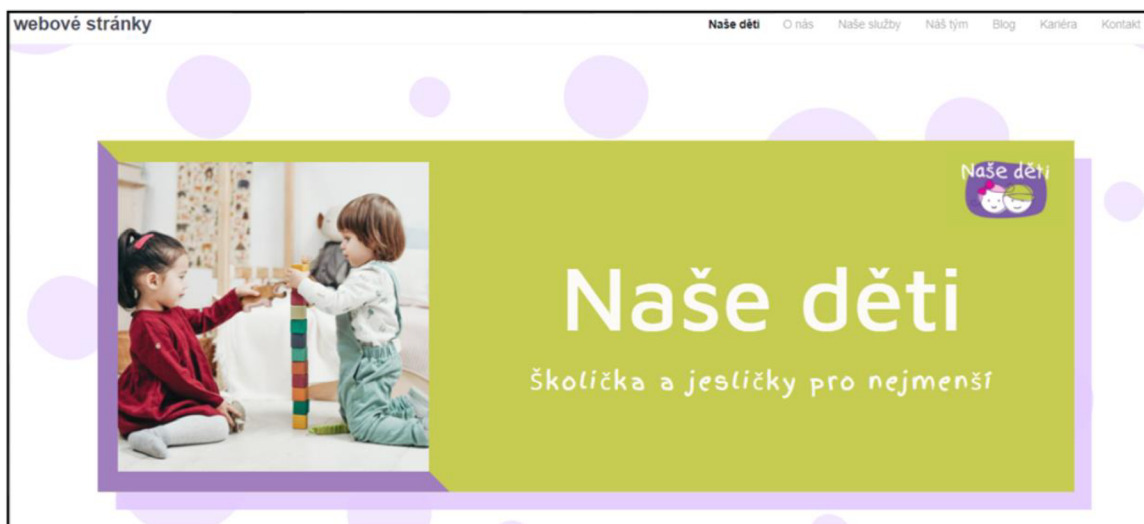 webové stránky
Naše děti O nás Naše služby Náš tým Blog Kariéra Kontakt
Naše děti
Naše děti
Školička a jesličky pro nejmenší